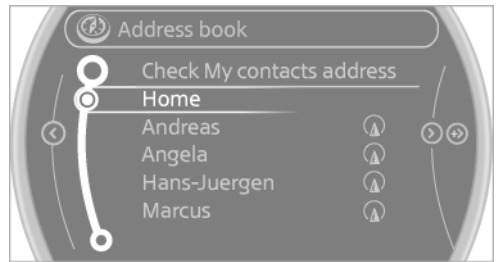 Address book
Check My contacts address
Home
Andreas
Angela
Hans-Juergen
Marcus